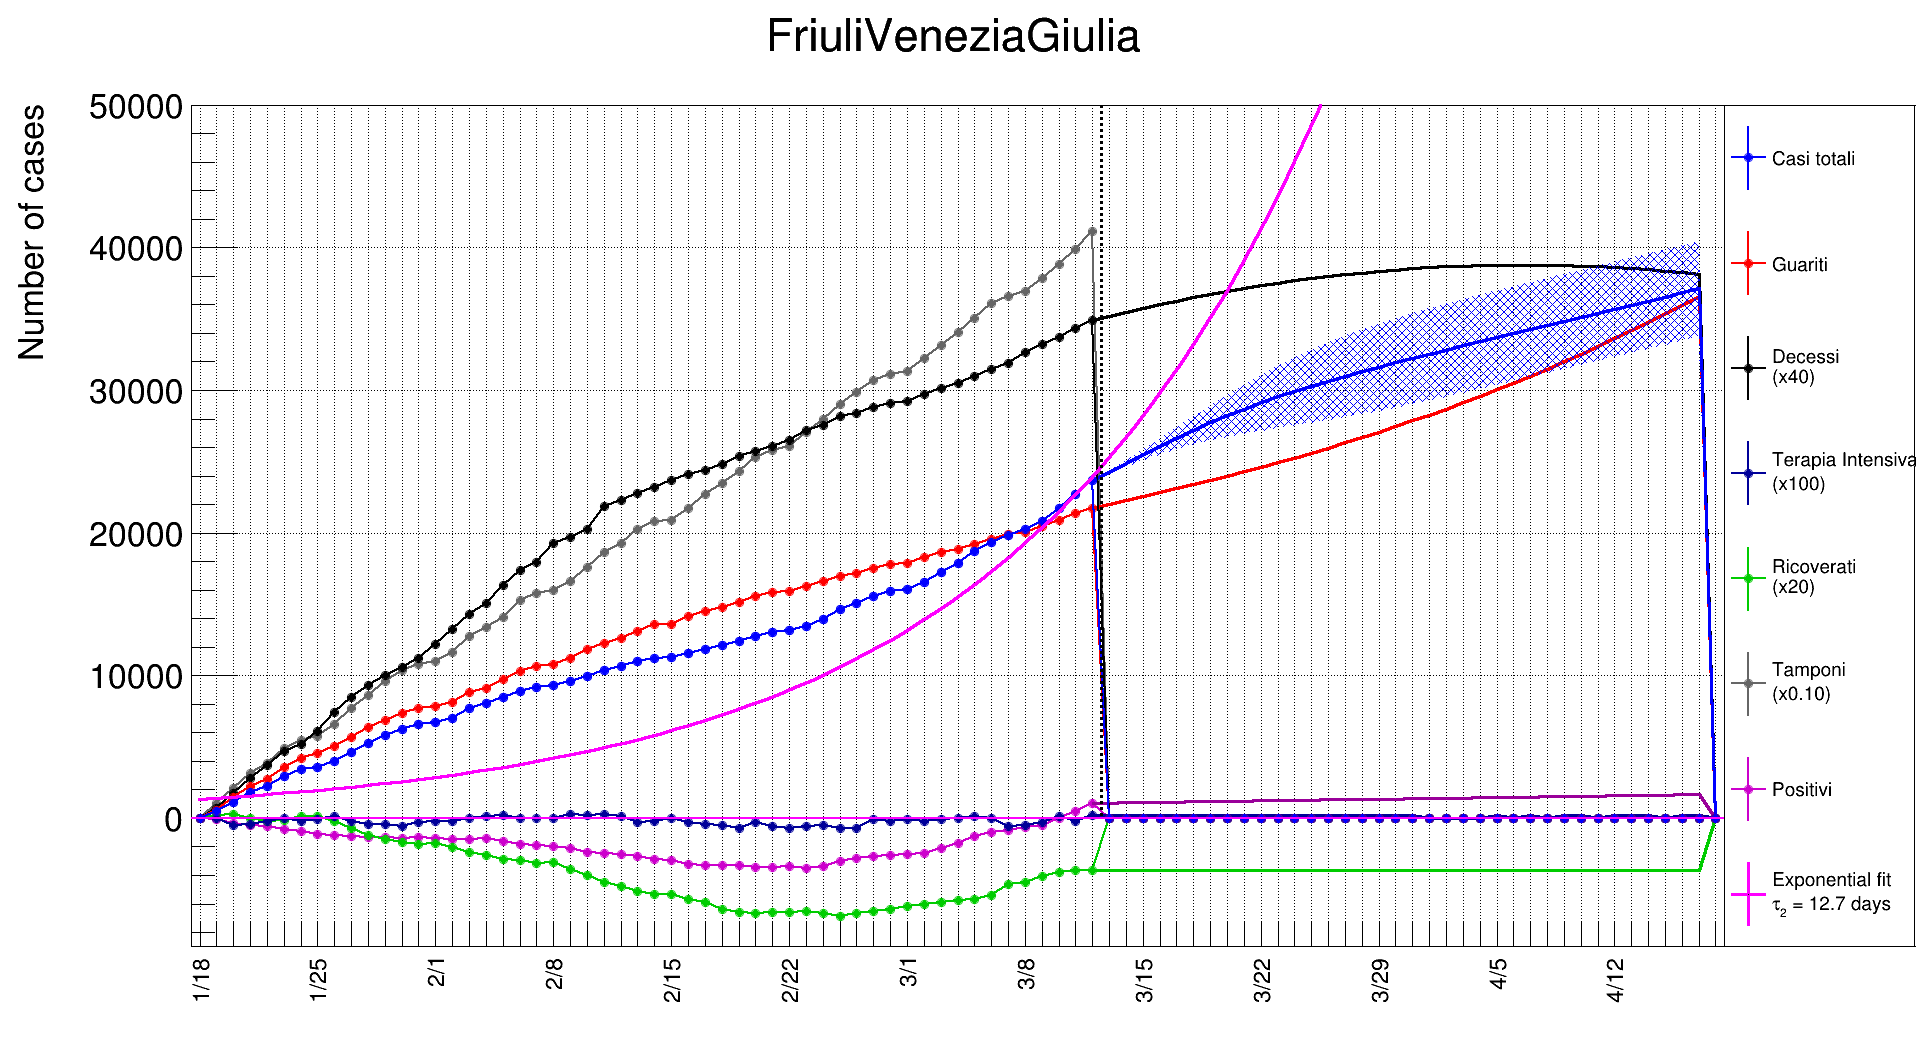 FriuliVeneziaGiulia
Number of cases
50000
40000
30000
20000
10000
0
1/18
1/25
2/1
2/8
2/15
2/22
3/1
3/8
3/15
3/22
3/29
4/5
4/12
Casi totali
Guariti
Decessi
(x40)
Terapia Intensiva
(x100)
Ricoverati
(x20)
Tamponi
(x0.10)
Positivi
Exponential fit
τ₂ = 12.7 days